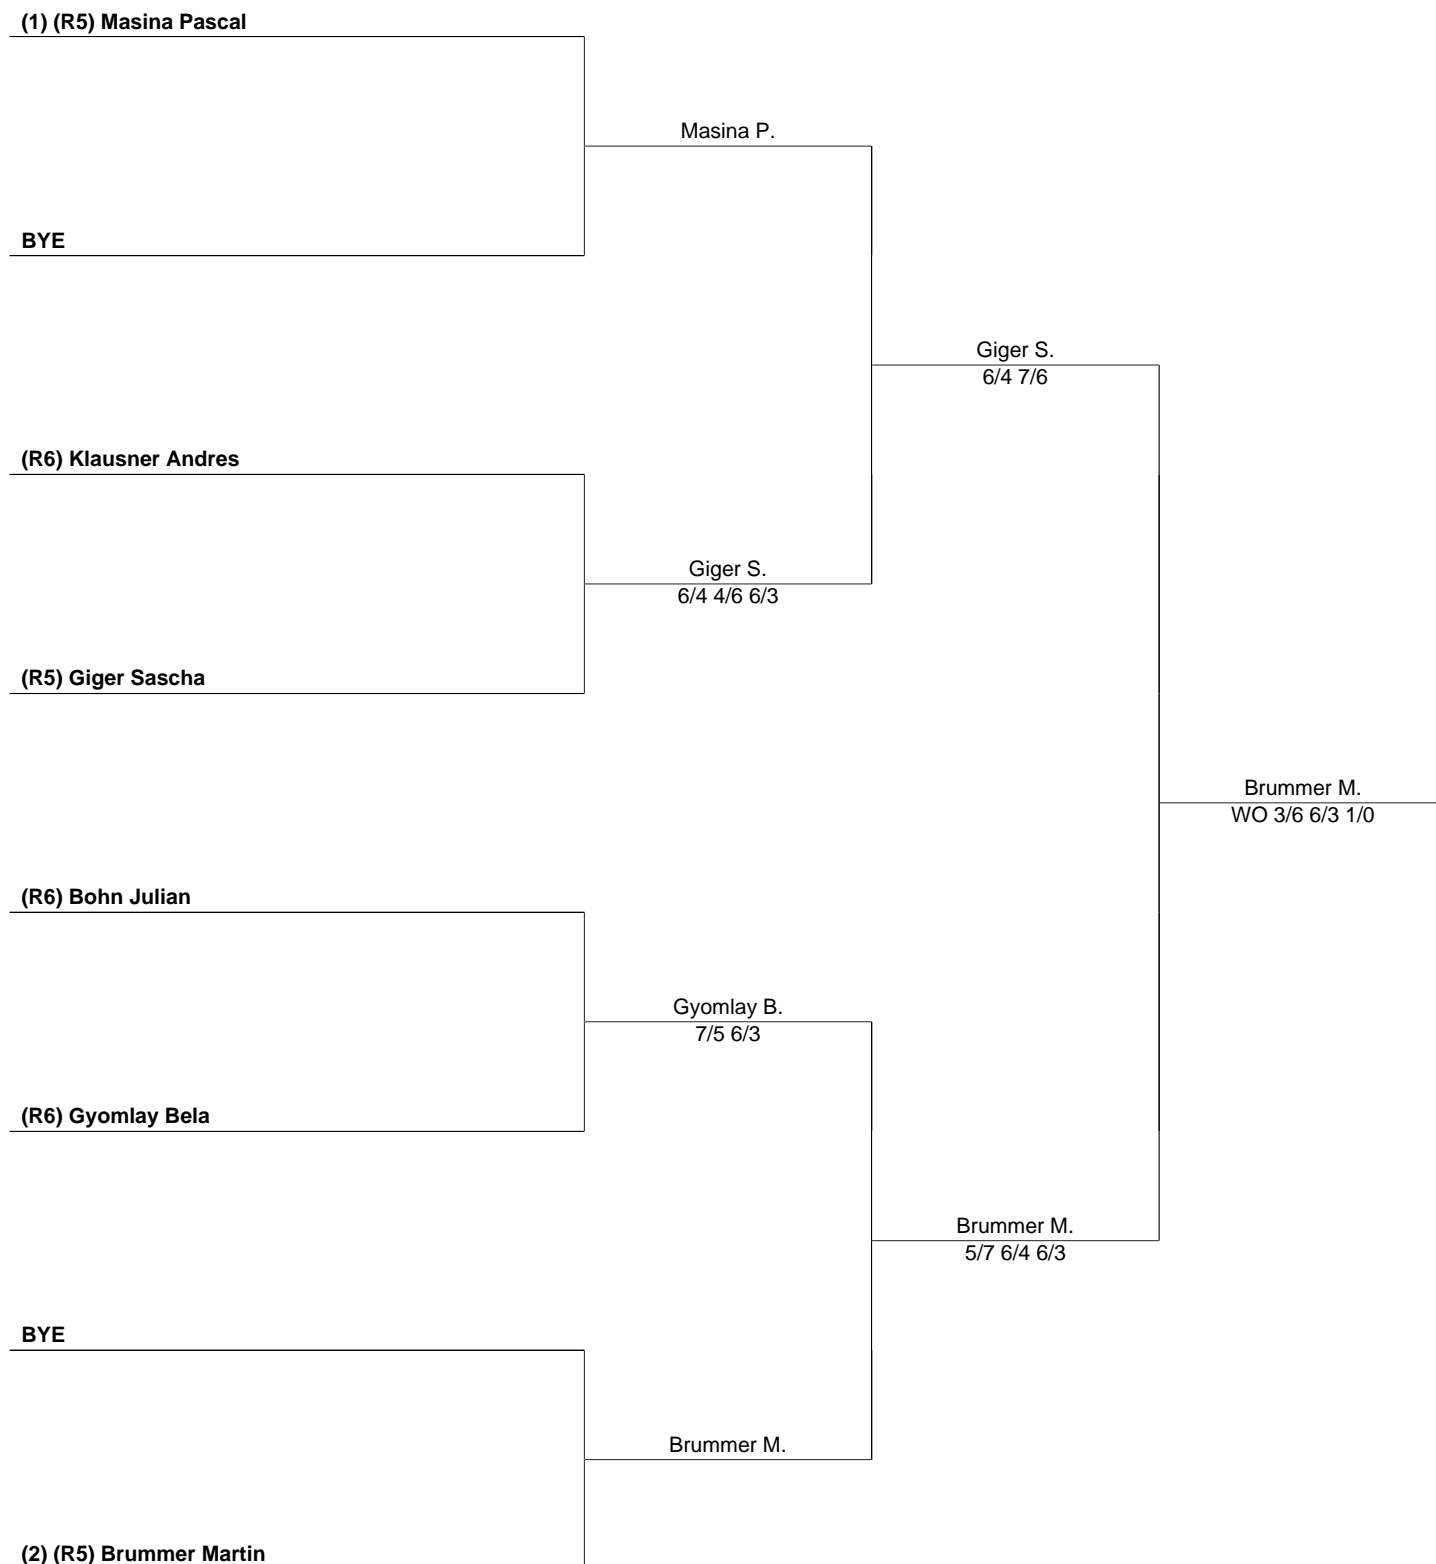 (1) (R5) Masina Pascal
Masina P.
BYE
Giger S.
6/4 7/6
(R6) Klausner Andres
Giger S.
6/4 4/6 6/3
(R5) Giger Sascha
Brummer M.
WO 3/6 6/3 1/0
(R6) Bohn Julian
Gyomlay B.
7/5 6/3
(R6) Gyomlay Bela
Brummer M.
5/7 6/4 6/3
BYE
Brummer M.
(2) (R5) Brummer Martin